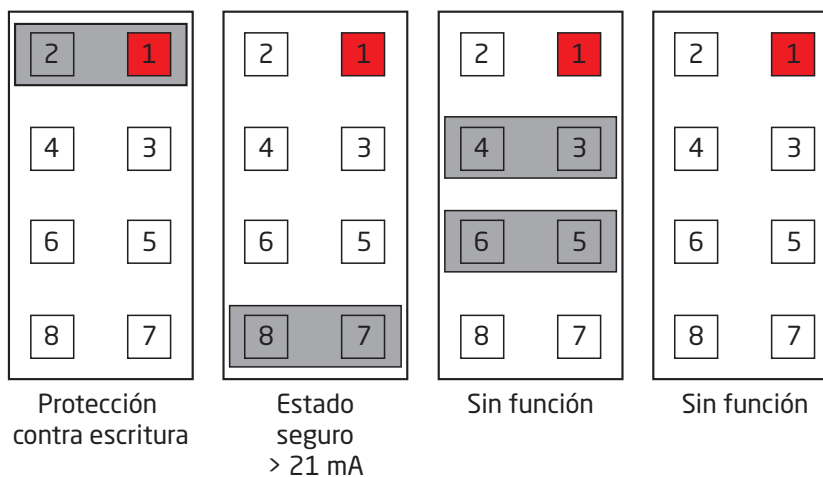 2 1 2 1 2 1 2 1
4 3 4 3 4 3 4 3
6 5 6 5 6 5 6 5
8 7 8 7 8 7 8 7
Protección
contra escritura
Estado
seguro
> 21 mA
Sin función
Sin función